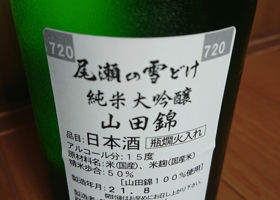 720
720
尾瀬の雪どけ
純米大吟醸
山田錦
品目:日本酒 瓶燗火入れ
アルコール分:15度
原材料名:米(国産)、米麹(国産米)
精米歩合:50% [山田錦100%使用]
製造年月 21.8